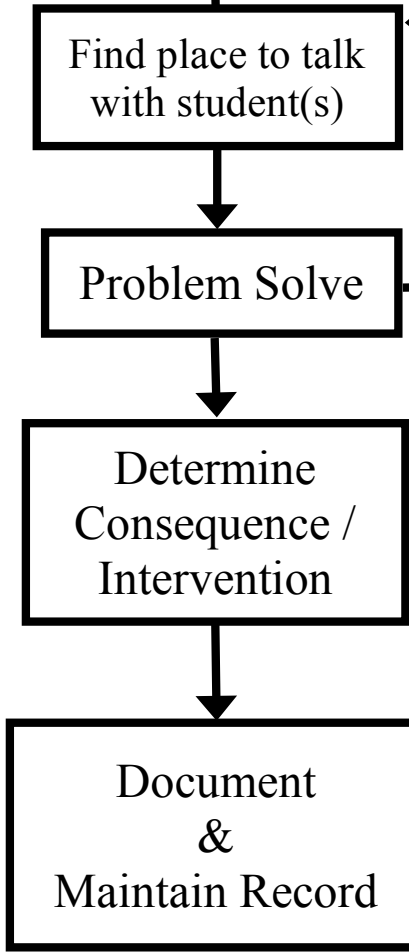 Find place to talk
with student(s)
Problem Solve
Determine
Consequence /
Intervention
Document
&
Maintain Record